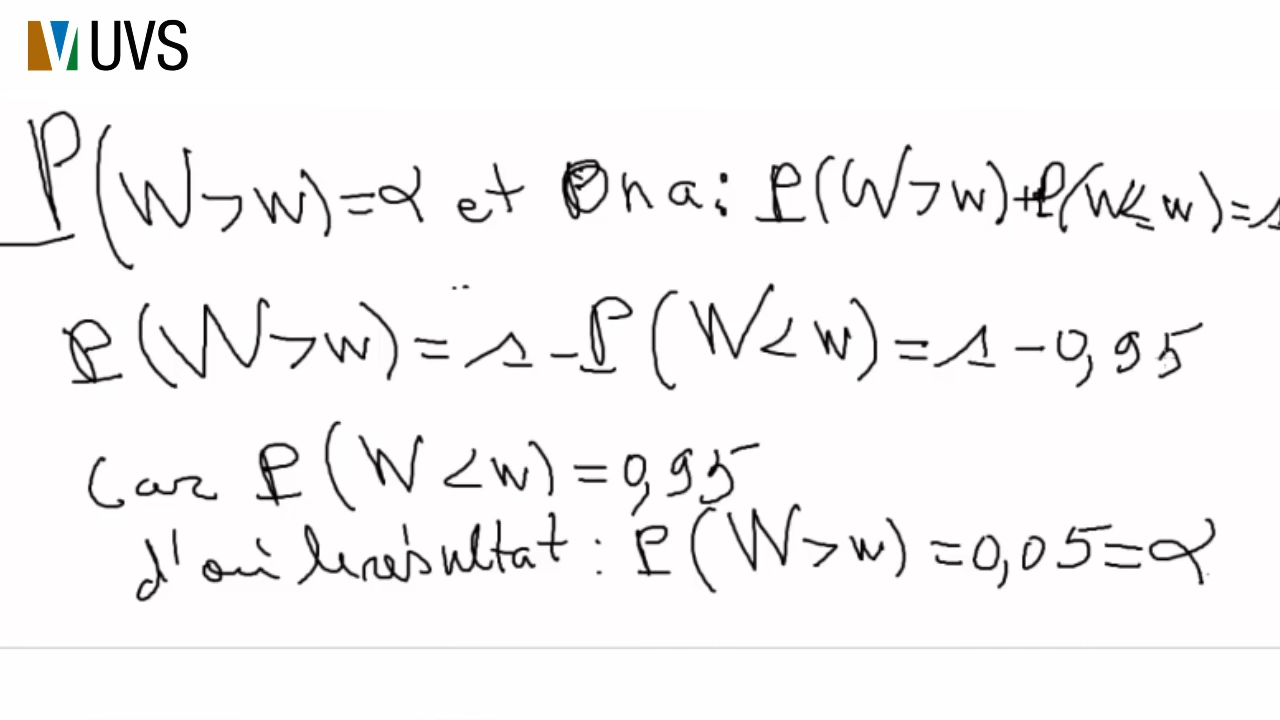 UVS
P(W>w)=α et On a: P(W>w)+P(W≤w)=1
P(W>w)=1-P(W<w)=1-0,95
Car P(W<w)=0,95
d'où le résultat: P(W>w)=0,05=α